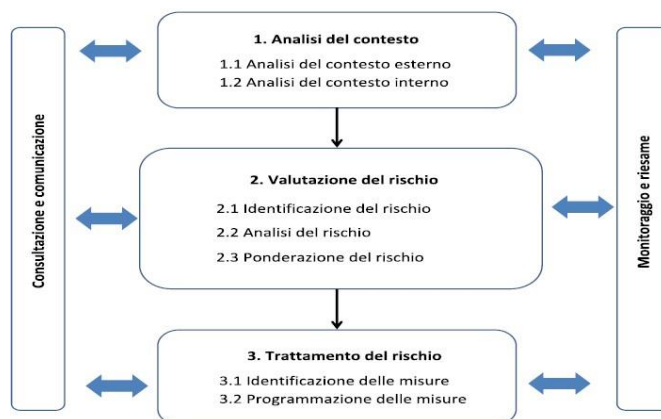 Consultazione e comunicazione
1. Analisi del contesto
1.1 Analisi del contesto esterno
1.2 Analisi del contesto interno
2. Valutazione del rischio
2.1 Identificazione del rischio
2.2 Analisi del rischio
2.3 Ponderazione del rischio
3. Trattamento del rischio
3.1 Identificazione delle misure
3.2 Programmazione delle misure
Monitoraggio e riesame